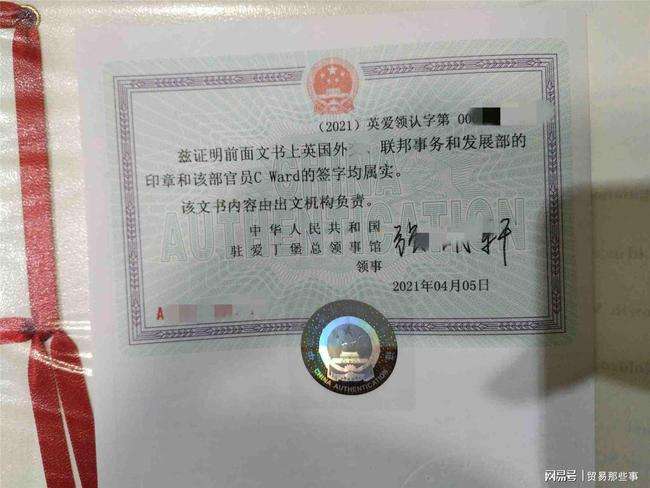 （2021）英爱领认字第 00
兹证明前面文书上英国外、联邦事务和发展部的
印章和该部官员C Ward的签字均属实。
该文书内容由出文机构负责。
AUTHENTICATION
中华人民共和国
驻爱丁堡总领事馆
领事
2021年04月05日
A
CHINA AUTHENTICATION
网易号 | 贸易那些事